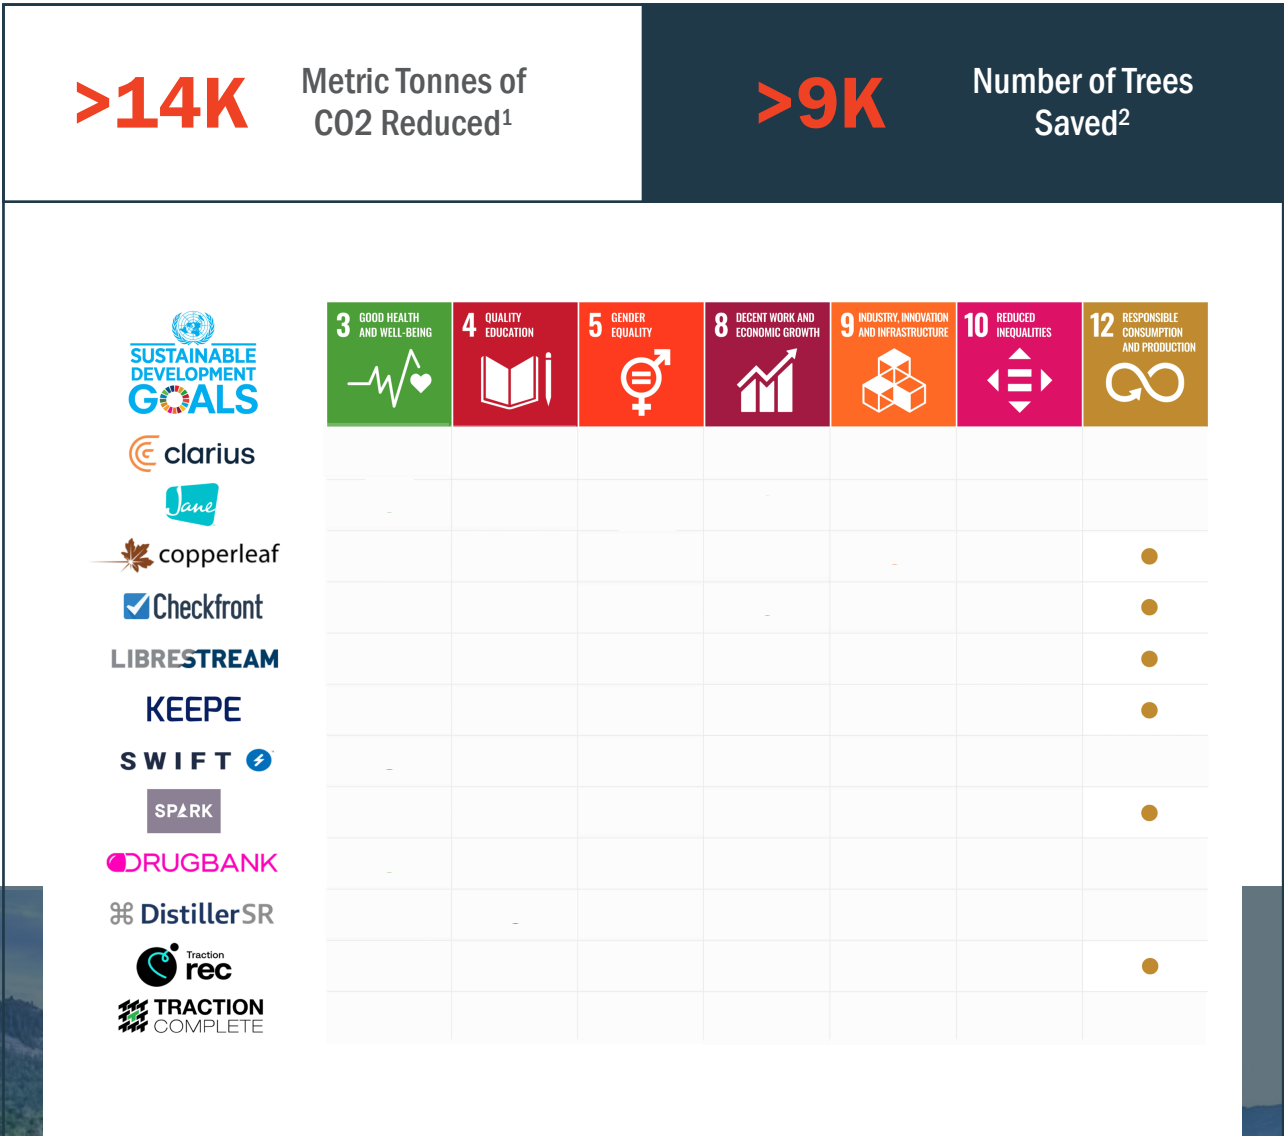 >14K
Metric Tonnes of
CO2 Reduced¹
>9K
Number of Trees
Saved²
SUSTAINABLE
DEVELOPMENT
GOALS
3 GOOD HEALTH
AND WELL-BEING
4 QUALITY
EDUCATION
5 GENDER
EQUALITY
8 DECENT WORK AND
ECONOMIC GROWTH
9 INDUSTRY, INNOVATION
AND INFRASTRUCTURE
10 REDUCED
INEQUALITIES
12 RESPONSIBLE
CONSUMPTION
AND PRODUCTION
clarius
Jane
copperleaf
Checkfront
LIBRESTREAM
KEEPE
SWIFT
SPARK
DRUGBANK
DistillerSR
Traction
rec
TRACTION
COMPLETE